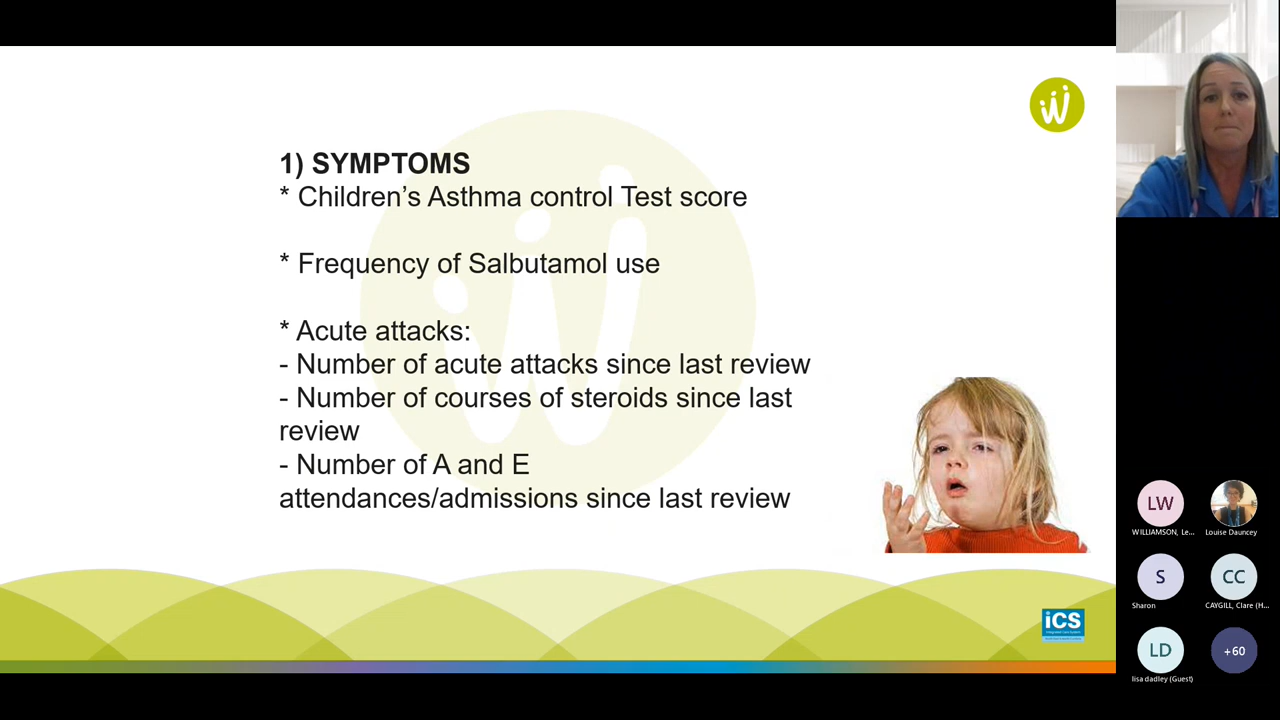 1) SYMPTOMS
* Children’s Asthma control Test score
* Frequency of Salbutamol use
* Acute attacks:
- Number of acute attacks since last review
- Number of courses of steroids since last
review
- Number of A and E
attendances/admissions since last review
iCS
LW
WILLIAMSON, Le...
Louise Dauncey
S
Sharon
CC
CAYGILL, Clare (H...
LD
lisa dadley (Guest)
+60